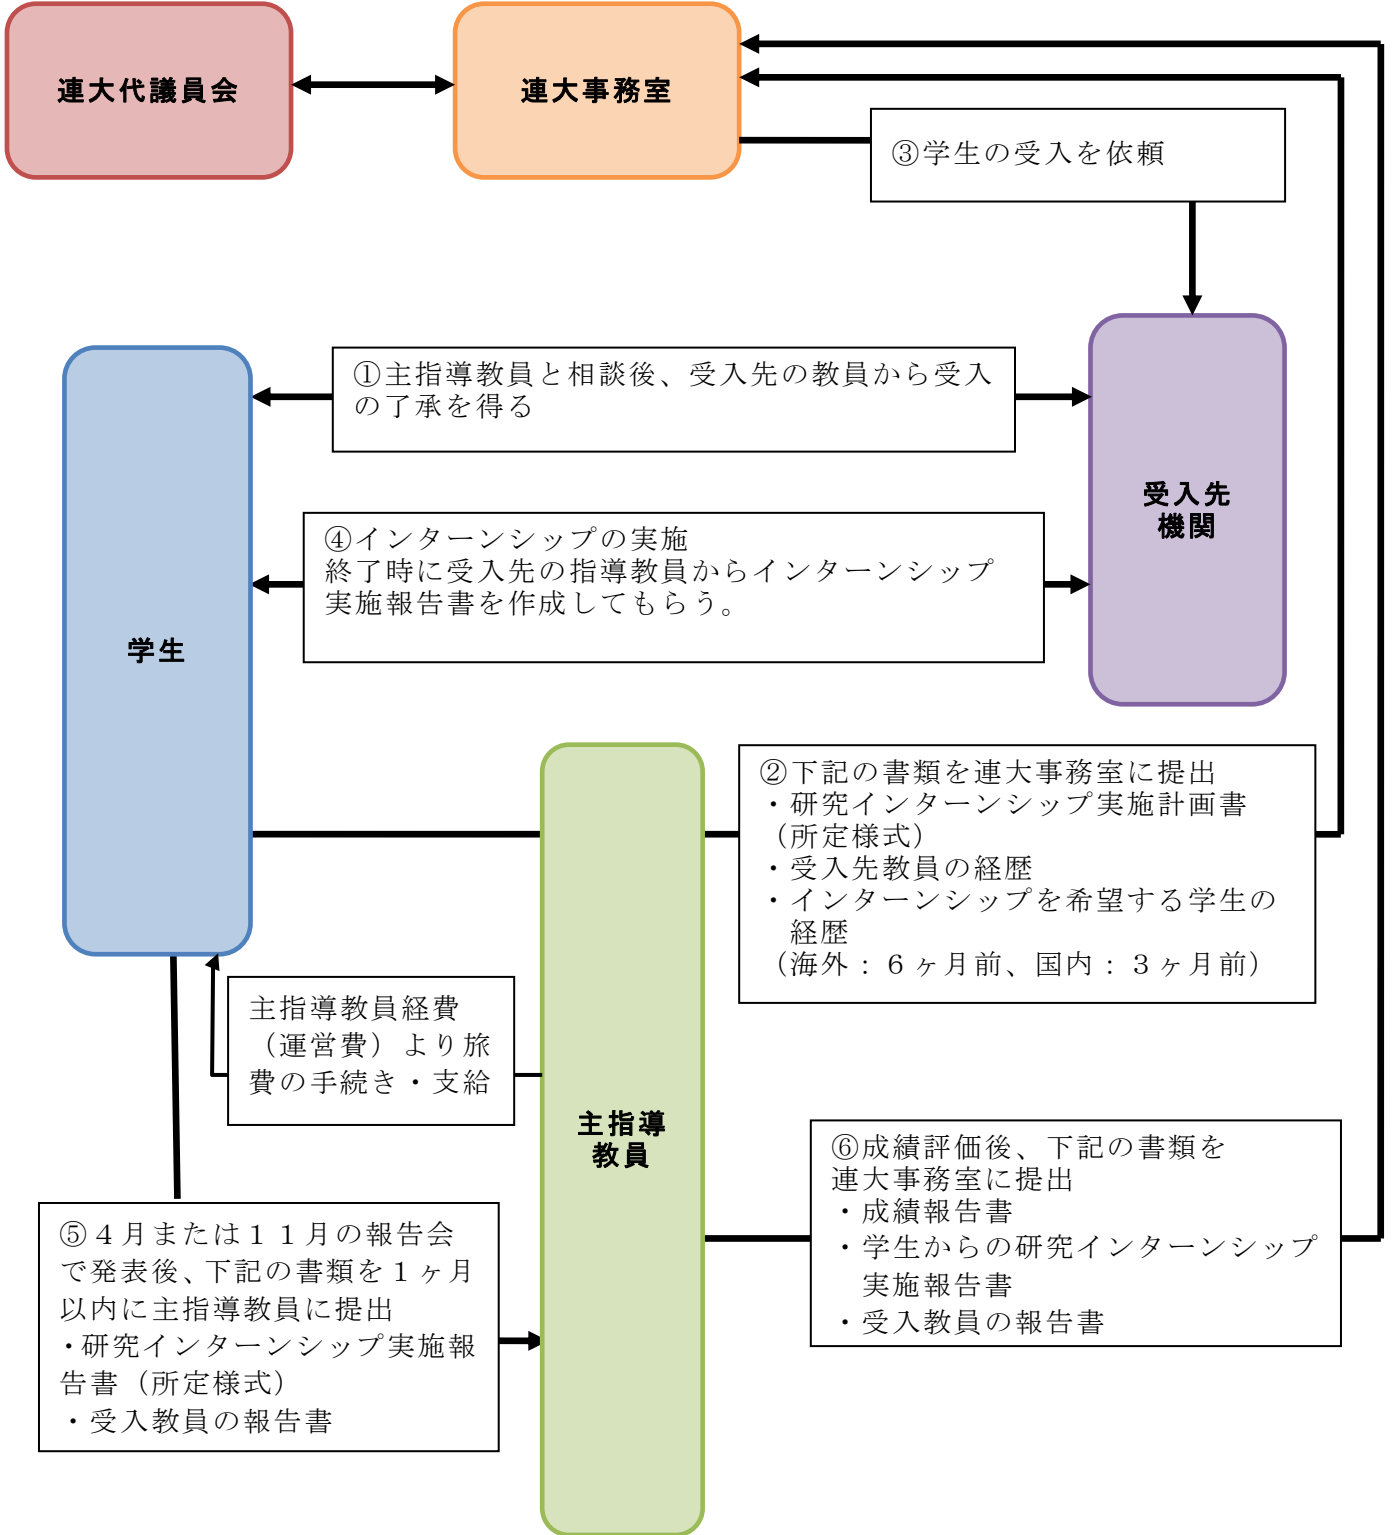 連大代議員会
連大事務室
③学生の受入を依頼
①主指導教員と相談後、受入先の教員から受入
の了承を得る
受入先
機関
④インターンシップの実施
終了時に受入先の指導教員からインターンシップ
実施報告書を作成してもらう。
学生
②下記の書類を連大事務室に提出
・研究インターンシップ実施計画書
（所定様式）
・受入先教員の経歴
・インターンシップを希望する学生の
経歴
（海外：６ヶ月前、国内：３ヶ月前）
主指導教員経費
（運営費）より旅
費の手続き・支給
主指導
教員
⑥成績評価後、下記の書類を
連大事務室に提出
・成績報告書
・学生からの研究インターンシップ
実施報告書
・受入教員の報告書
⑤４月または１１月の報告会
で発表後、下記の書類を１ヶ月
以内に主指導教員に提出
・研究インターンシップ実施報
告書（所定様式）
・受入教員の報告書